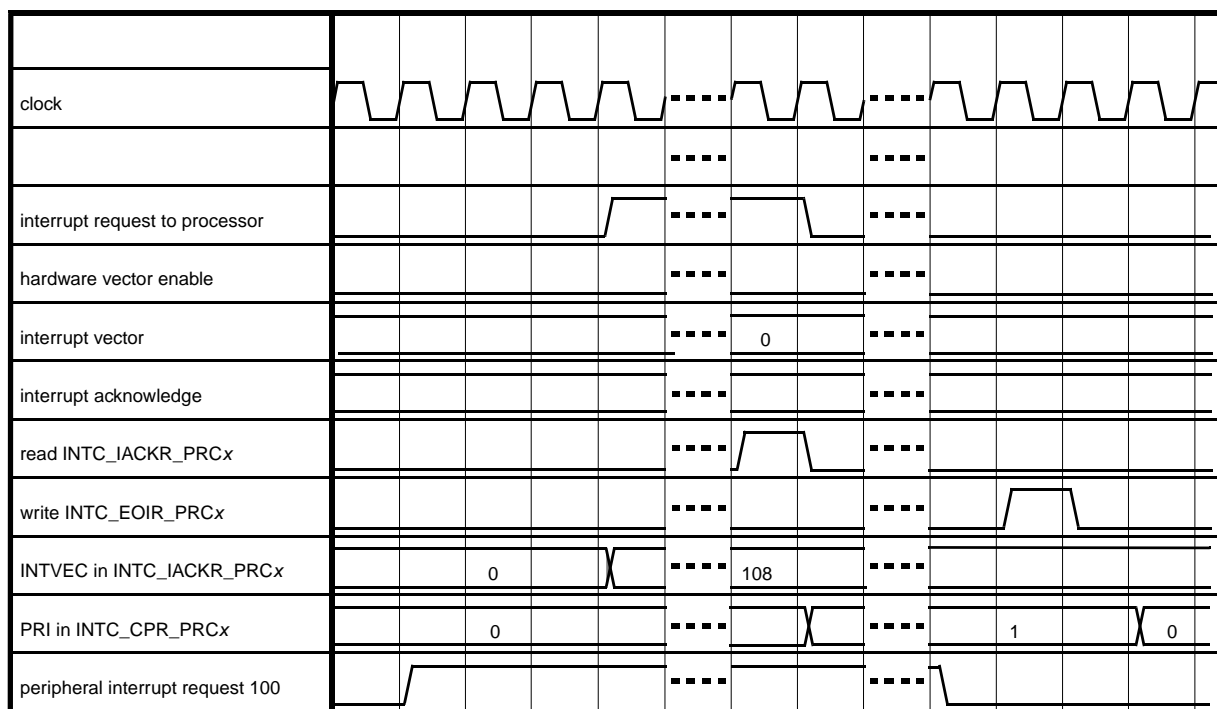 clock
interrupt request to processor
hardware vector enable
interrupt vector 0
interrupt acknowledge
read INTC_IACKR_PRCx
write INTC_EOIR_PRCx
INTVEC in INTC_IACKR_PRCx 0 108
PRI in INTC_CPR_PRCx 0 1 0
peripheral interrupt request 100